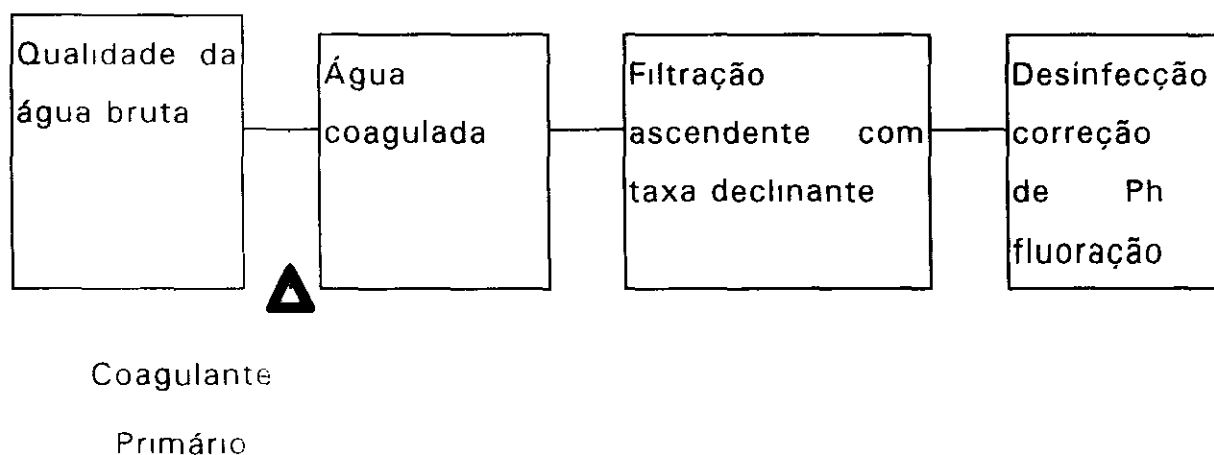 Qualidade da
água bruta
Água
coagulada
Filtração
ascendente com
taxa declinante
Desinfecção
correção
de Ph
fluoração
Coagulante
Primário